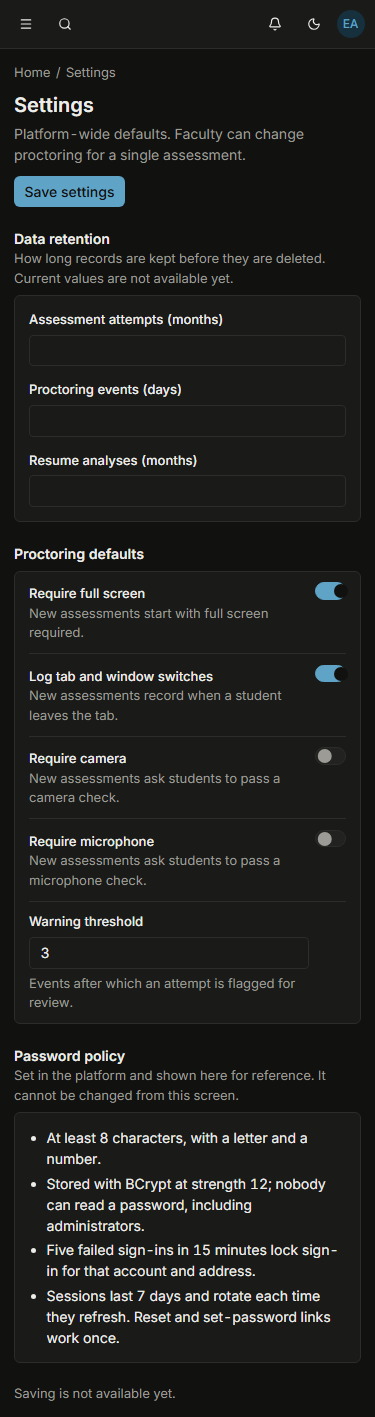 EA
Home / Settings
Settings
Platform-wide defaults. Faculty can change
proctoring for a single assessment.
Save settings
Data retention
How long records are kept before they are deleted.
Current values are not available yet.
Assessment attempts (months)
Proctoring events (days)
Resume analyses (months)
Proctoring defaults
Require full screen
New assessments start with full screen
required.
Log tab and window switches
New assessments record when a student
leaves the tab.
Require camera
New assessments ask students to pass a
camera check.
Require microphone
New assessments ask students to pass a
microphone check.
Warning threshold
3
Events after which an attempt is flagged for
review.
Password policy
Set in the platform and shown here for reference. It
cannot be changed from this screen.
• At least 8 characters, with a letter and a
number.
• Stored with BCrypt at strength 12; nobody
can read a password, including
administrators.
• Five failed sign-ins in 15 minutes lock sign-
in for that account and address.
• Sessions last 7 days and rotate each time
they refresh. Reset and set-password links
work once.
Saving is not available yet.